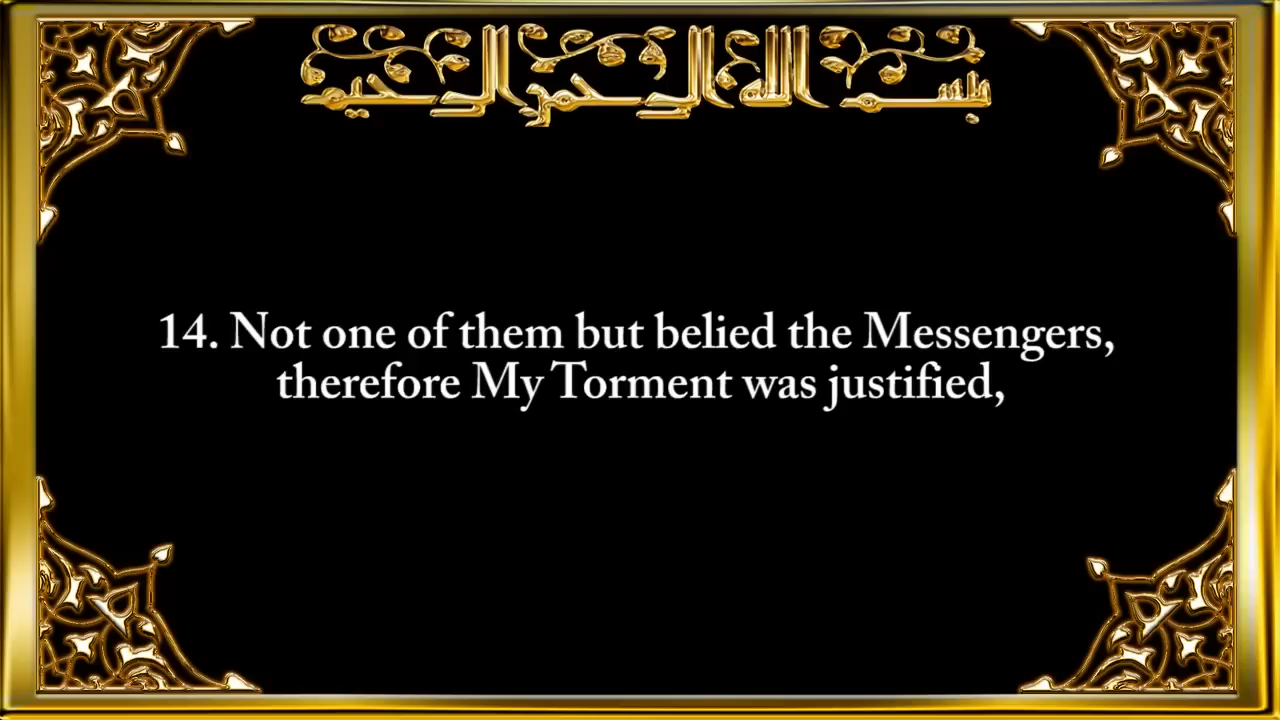 بسم الله الرحمن الرحيم
14. Not one of them but belied the Messengers,
therefore My Torment was justified,